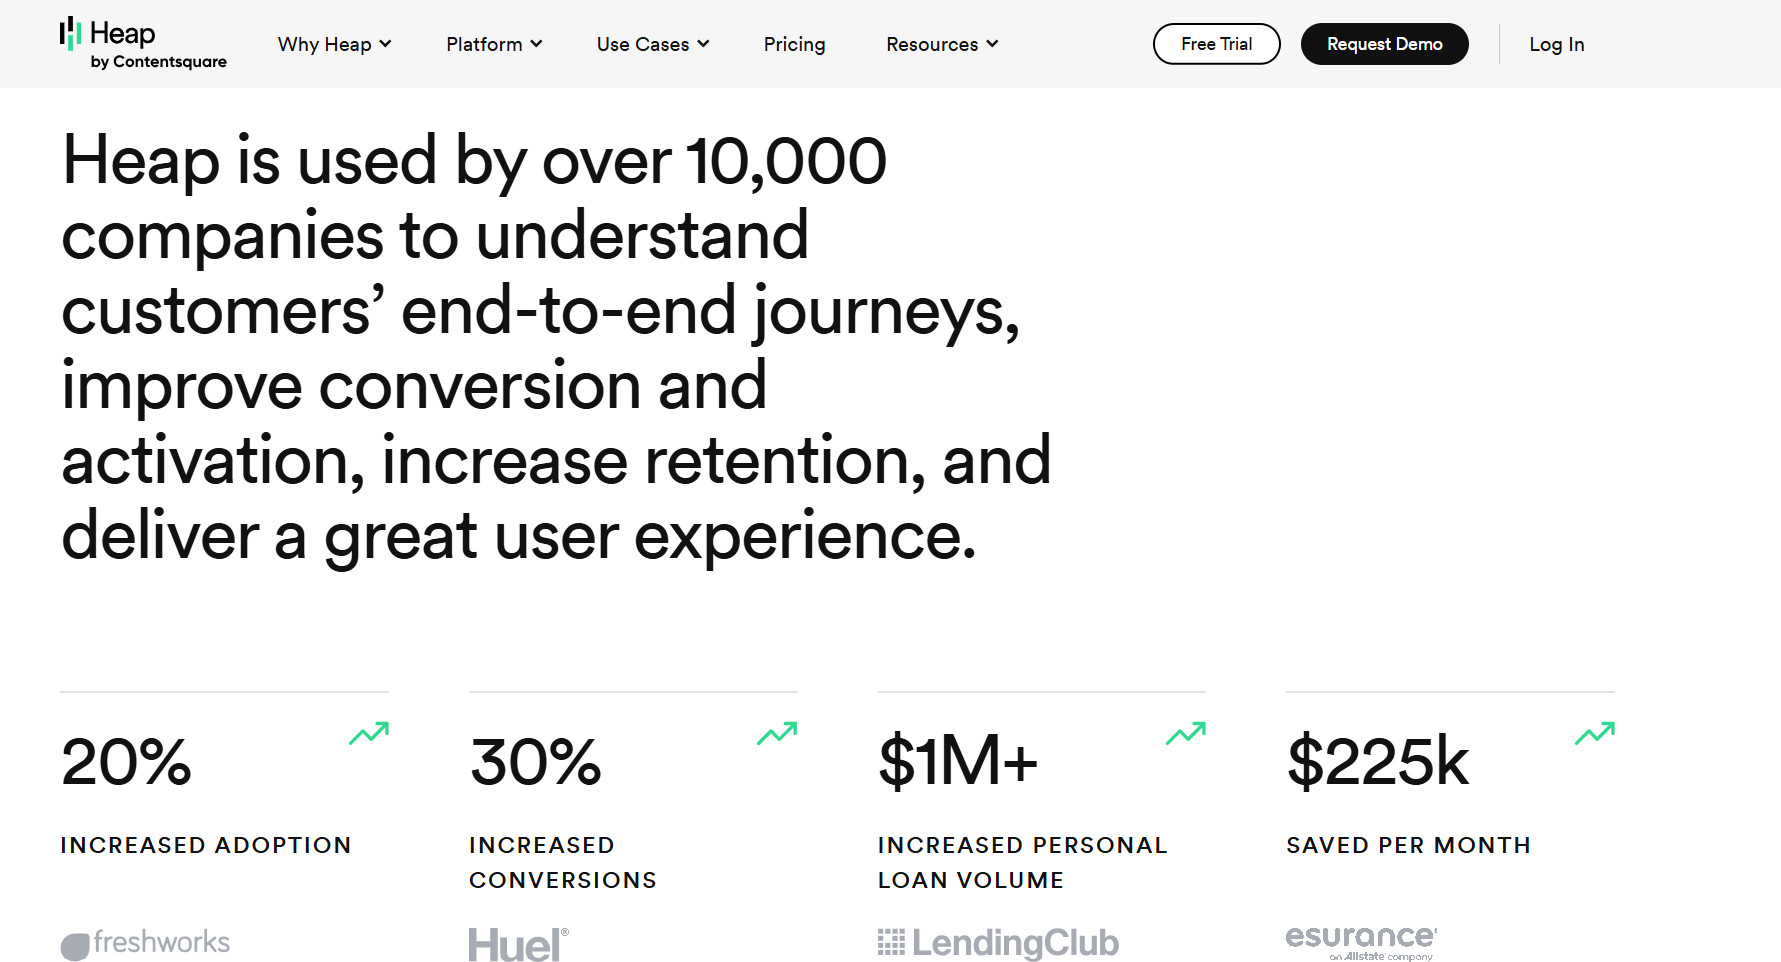 Heap
by Contentsquare
Why Heap
Platform
Use Cases
Pricing
Resources
Free Trial
Request Demo
Log In
Heap is used by over 10,000
companies to understand
customers’ end-to-end journeys,
improve conversion and
activation, increase retention, and
deliver a great user experience.
20%
INCREASED ADOPTION
freshworks
30%
INCREASED
CONVERSIONS
Huel®
$1M+
INCREASED PERSONAL
LOAN VOLUME
LendingClub
$225k
SAVED PER MONTH
esurance®
an Allstate company